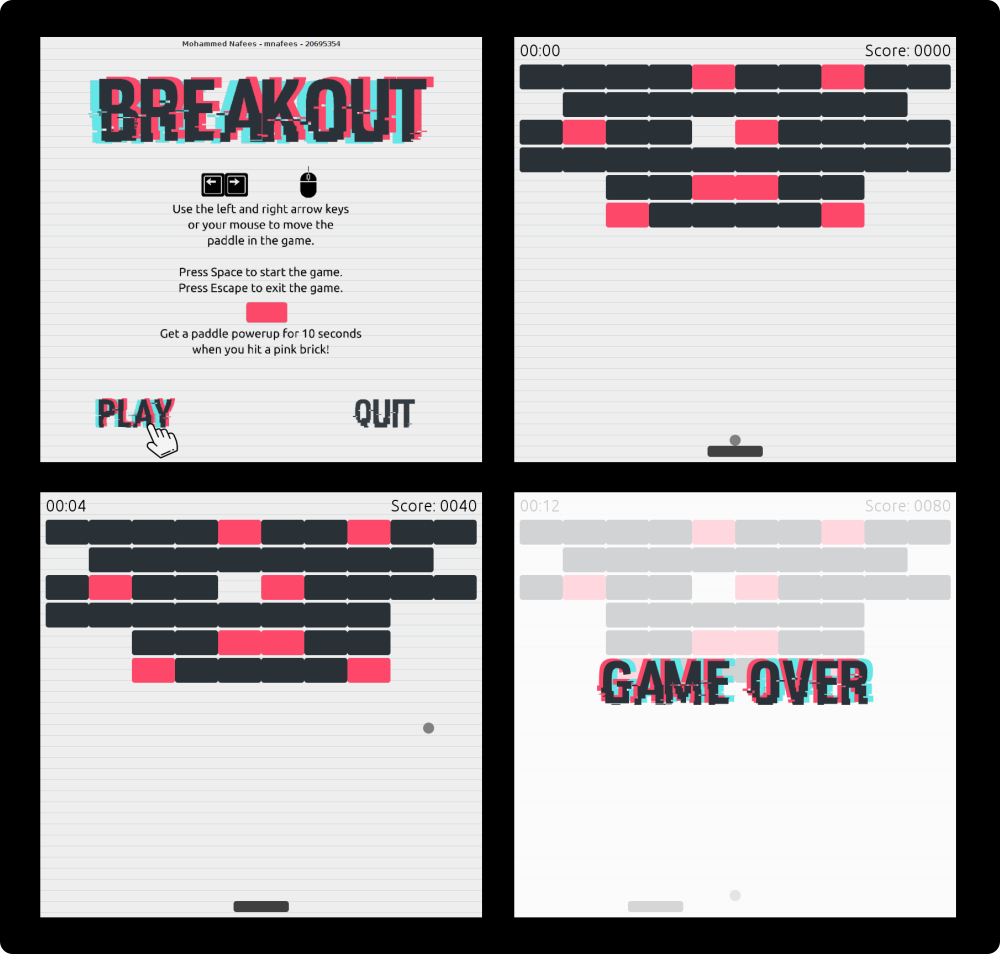 Mohammed Nafees - mnafees - 20695354
BREAKOUT
Use the left and right arrow keys
or your mouse to move the
paddle in the game.
Press Space to start the game.
Press Escape to exit the game.
Get a paddle powerup for 10 seconds
when you hit a pink brick!
PLAY
QUIT
00:00
Score: 0000
00:04
Score: 0040
00:12
Score: 0080
GAME OVER